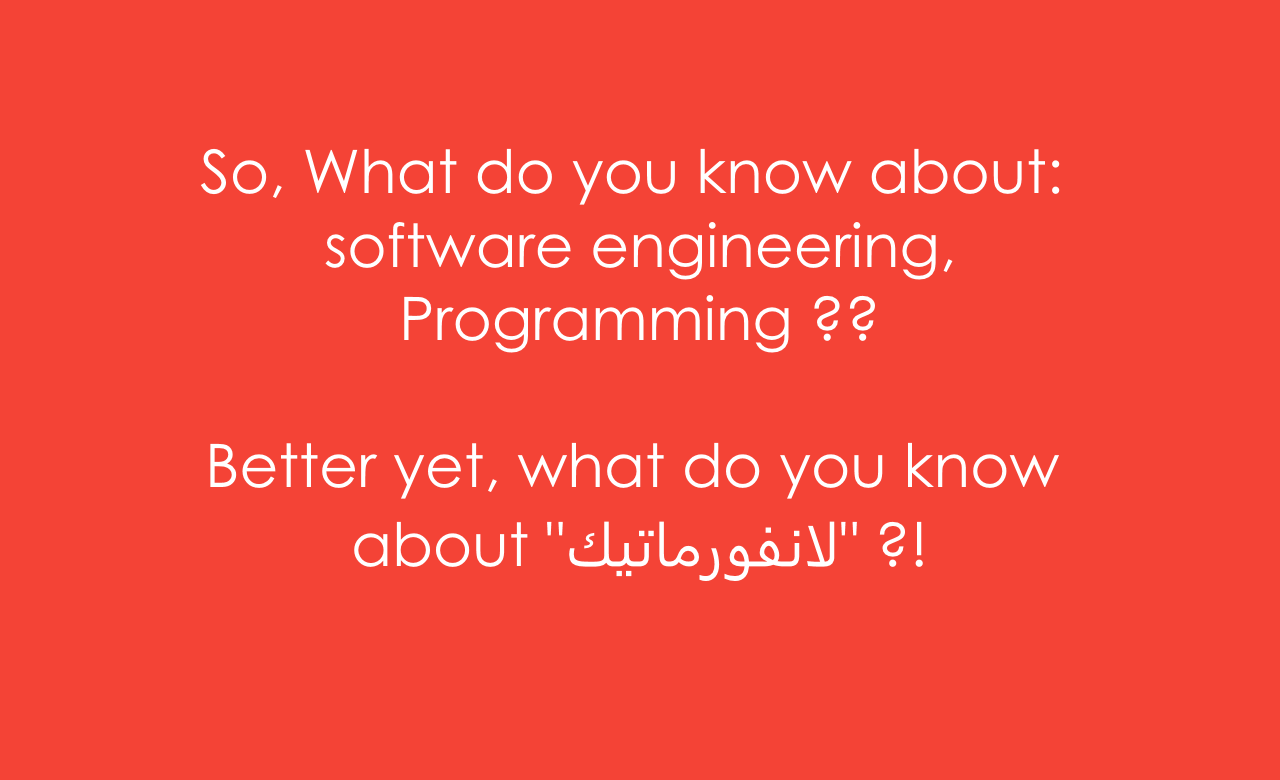 So, What do you know about:
software engineering,
Programming ??
Better yet, what do you know
about "لانفورماتيك" ?!